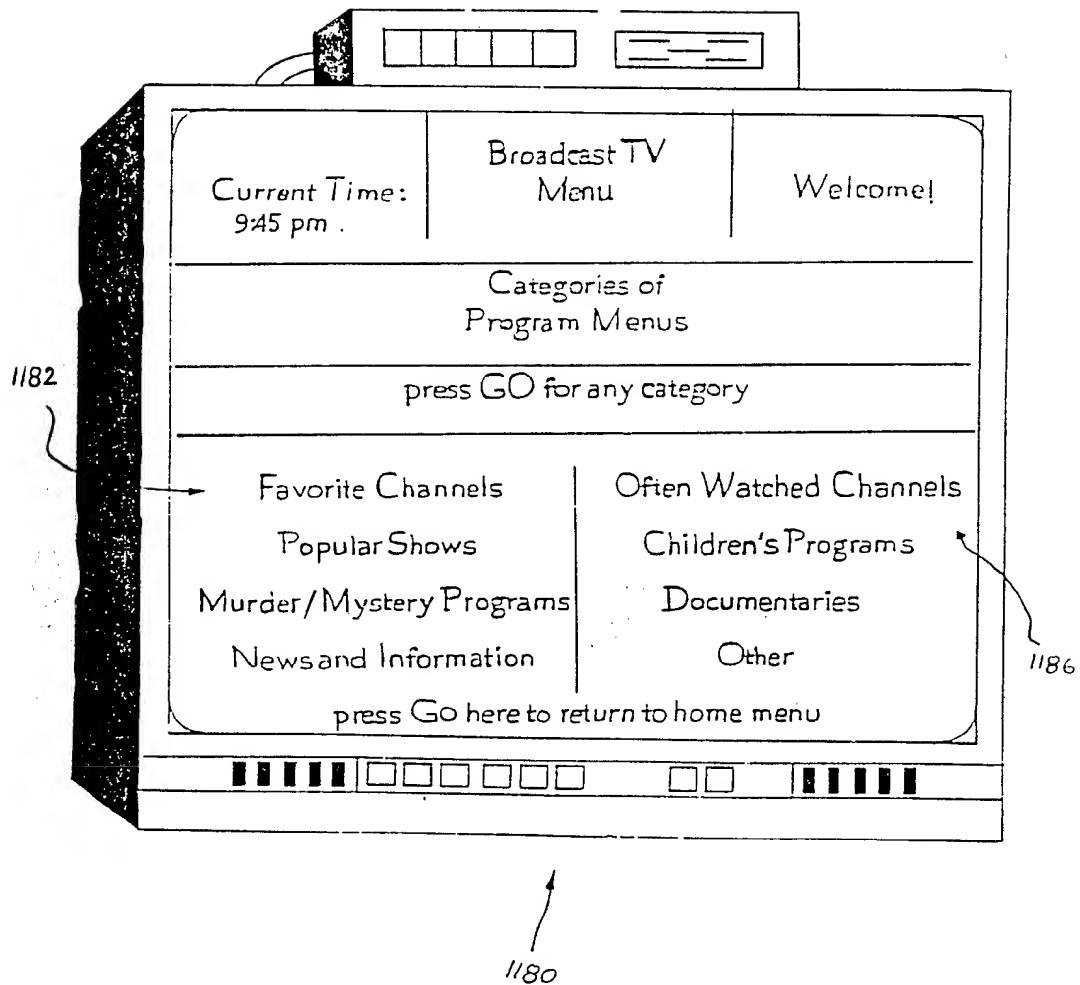 Broadcast TV
Menu
Current Time:
9:45 pm .
Welcome!
Categories of
Program Menus
press GO for any category
1182
Favorite Channels
Often Watched Channels
Popular Shows
Children's Programs
Murder/Mystery Programs
Documentaries
News and Information
Other
1186
press Go here to return to home menu
1180